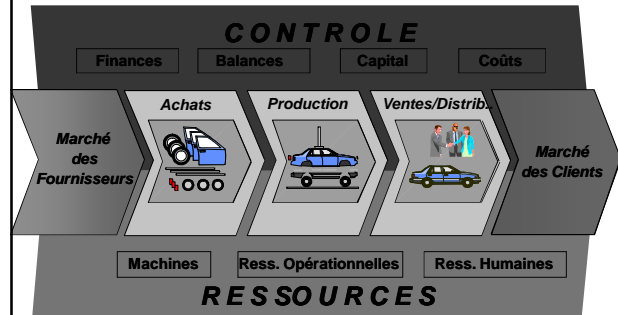 CONTROLE
Finances Balances Capital Coûts
Achats Production Ventes/Distrib..
Marché
des
Fournisseurs
Marché
des Clients
Machines Ress. Opérationnelles Ress. Humaines
RESSOURCES